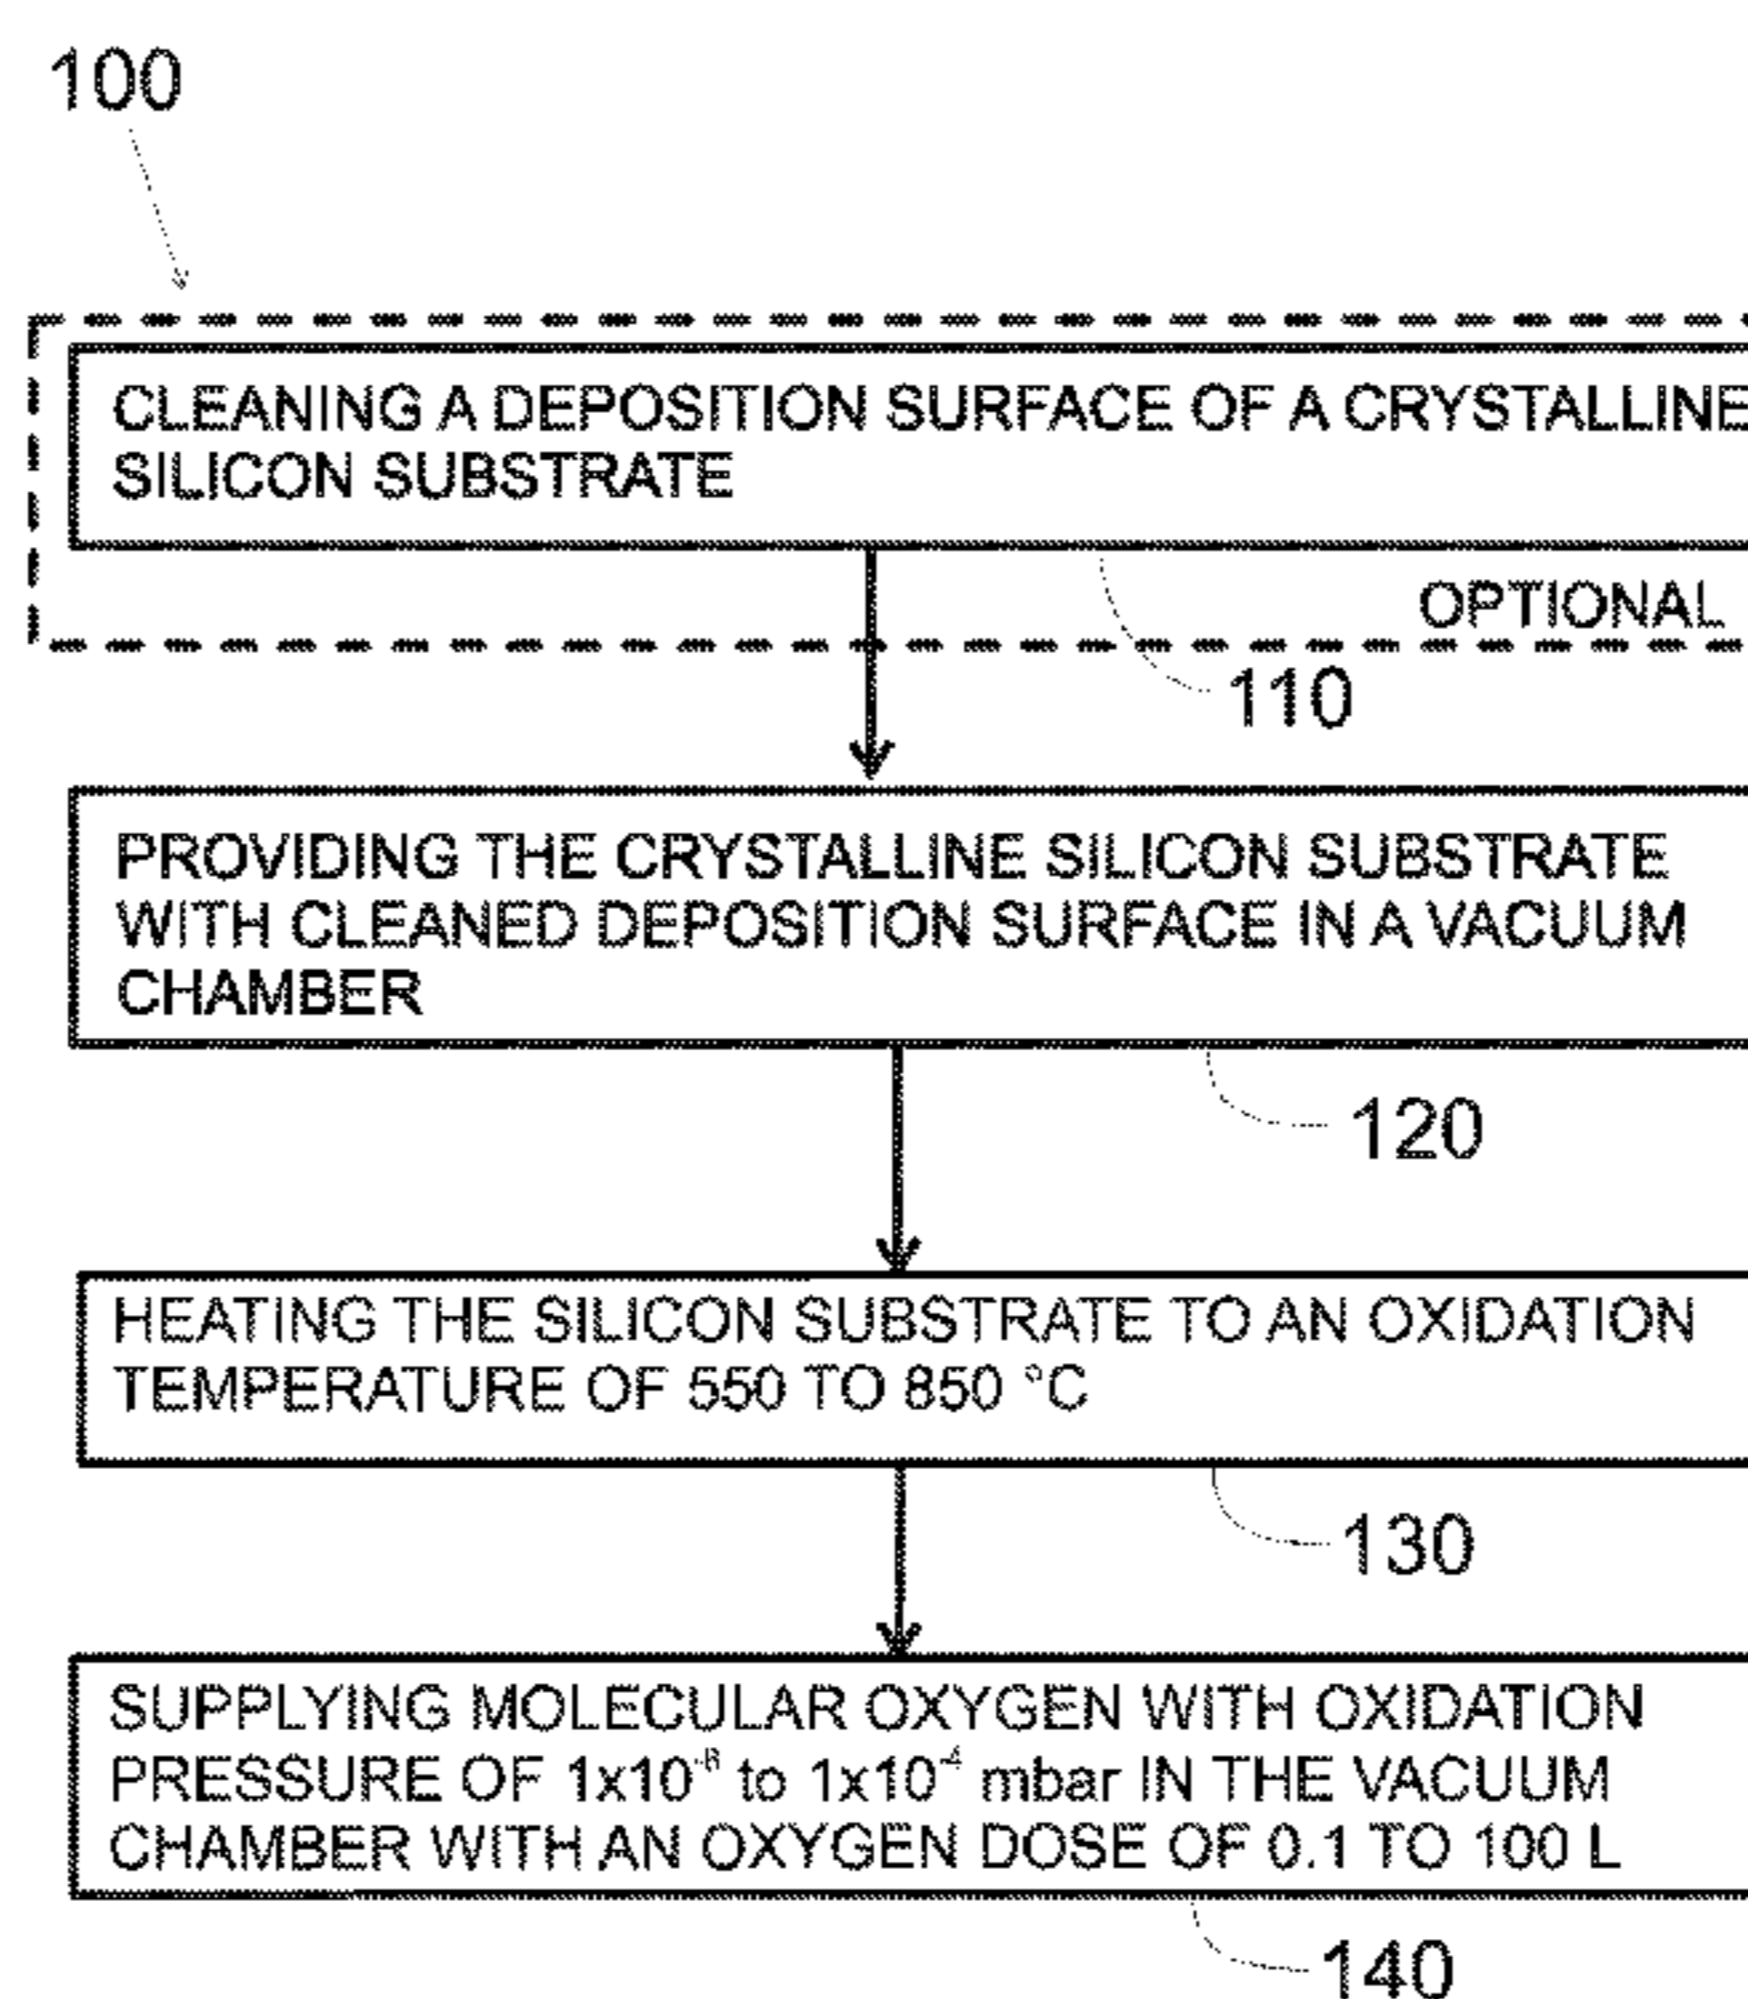 100
CLEANING A DEPOSITION SURFACE OF A CRYSTALLINE
SILICON SUBSTRATE
OPTIONAL
110
PROVIDING THE CRYSTALLINE SILICON SUBSTRATE
WITH CLEANED DEPOSITION SURFACE IN A VACUUM
CHAMBER
120
HEATING THE SILICON SUBSTRATE TO AN OXIDATION
TEMPERATURE OF 550 TO 850 °C
130
SUPPLYING MOLECULAR OXYGEN WITH OXIDATION
PRESSURE OF 1x10⁻⁸ to 1x10⁻⁴ mbar IN THE VACUUM
CHAMBER WITH AN OXYGEN DOSE OF 0.1 TO 100 L
140